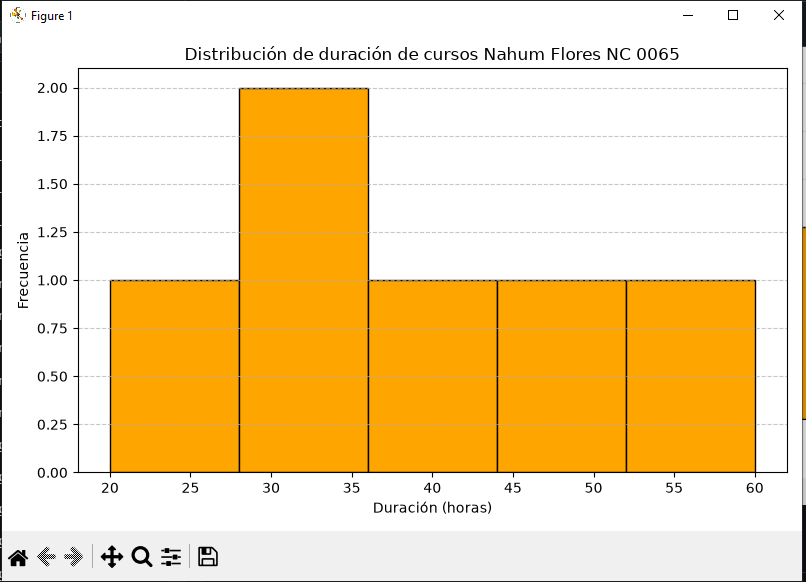 Figure 1
Distribución de duración de cursos Nahum Flores NC 0065
2.00
1.75
1.50
1.25
1.00
0.75
0.50
0.25
0.00
Frecuencia
20 25 30 35 40 45 50 55 60
Duración (horas)